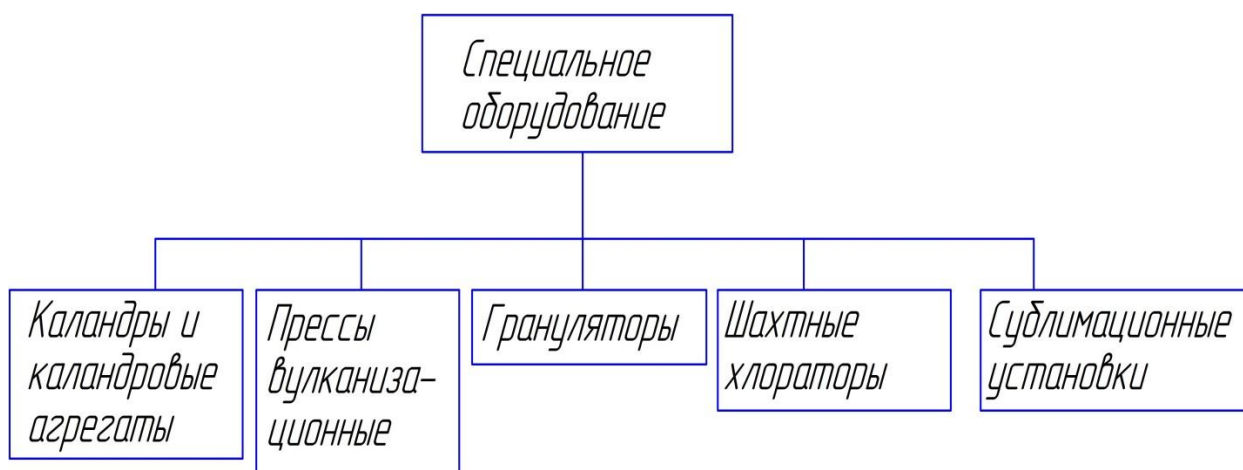 Специальное
оборудование
Каландры и
каландровые
агрегаты
Прессы
вулканиза-
ционные
Грануляторы
Шахтные
хлораторы
Сублимационные
установки